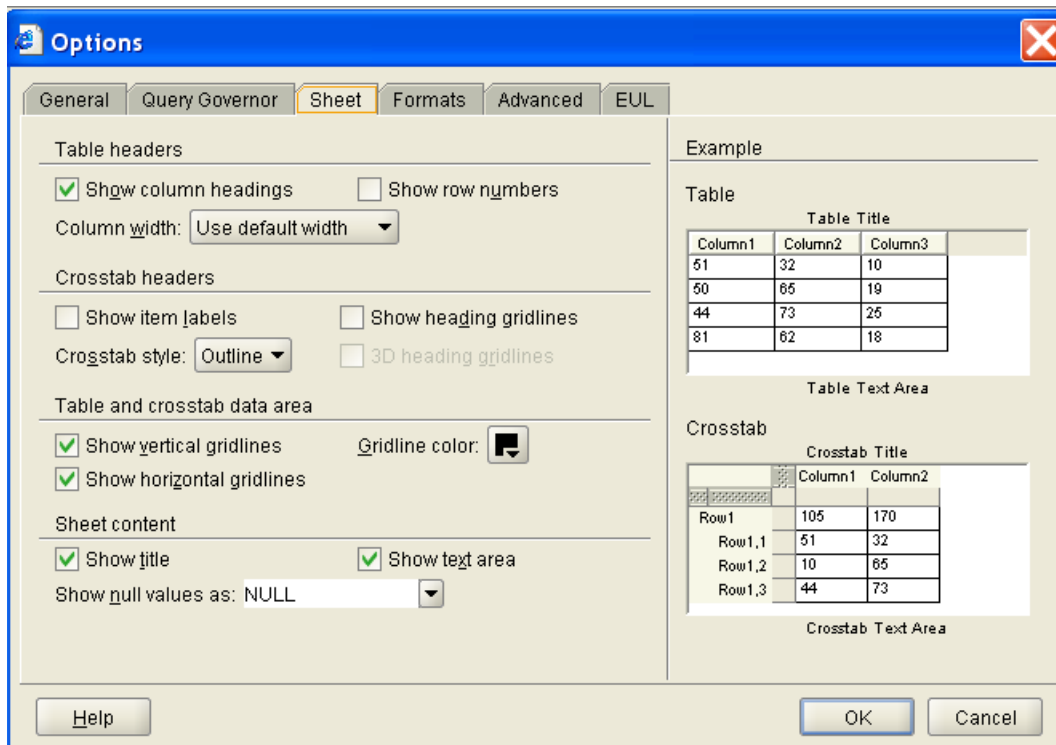 Options
General Query Governor Sheet Formats Advanced EUL
Table headers
Show column headings Show row numbers
Column width: Use default width
Crosstab headers
Show item labels Show heading gridlines
Crosstab style: Outline 3D heading gridlines
Table and crosstab data area
Show vertical gridlines Gridline color:
Show horizontal gridlines
Sheet content
Show title Show text area
Show null values as: NULL
Example
Table
Table Title
Column1 Column2 Column3
51 32 10
50 65 19
44 73 25
81 62 18
Table Text Area
Crosstab
Crosstab Title
Column1 Column2
Row1 105 170
Row1,1 51 32
Row1,2 10 65
Row1,3 44 73
Crosstab Text Area
Help OK Cancel